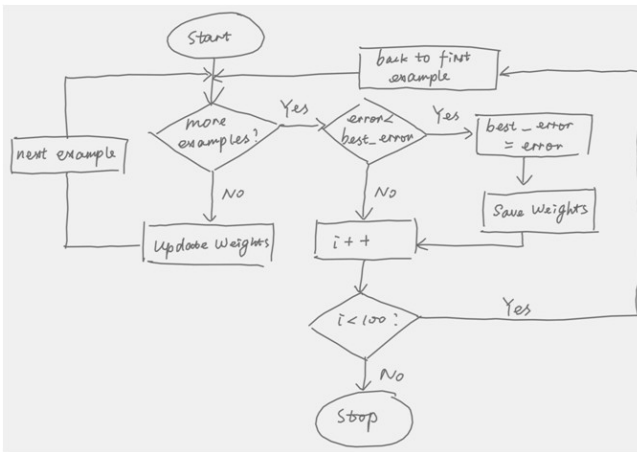 Start
back to first
example
more
examples?
Yes
error<
best_error
Yes
best_error
= error
next example
No
No
Save Weights
Update Weights
i++
i<100?
Yes
No
Stop